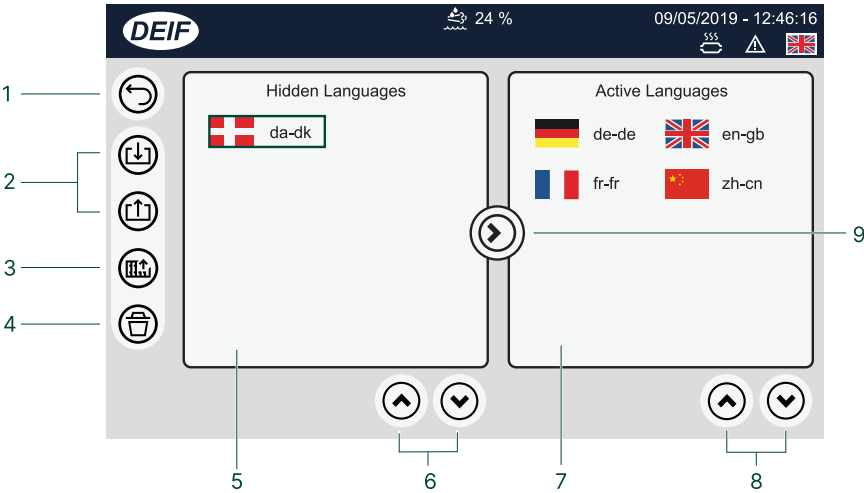 DEIF
24 %
09/05/2019 - 12:46:16
1
2
3
4
Hidden Languages
da-dk
Active Languages
de-de
en-gb
fr-fr
zh-cn
9
5
6
7
8